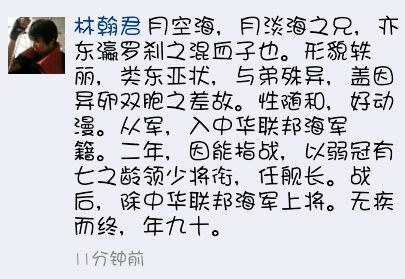 林翰君 月空海，月淡海之兄，亦
东瀛罗刹之混血子也。形貌轶
丽，类东亚状，与弟殊异，盖因
异卵双胞之差故。性随和，好动
漫。从军，入中华联邦海军
籍。二年，因能指战，以弱冠有
七之龄领少将衔，任舰长。战
后，除中华联邦海军上将。无疾
而终，年九十。
11分钟前